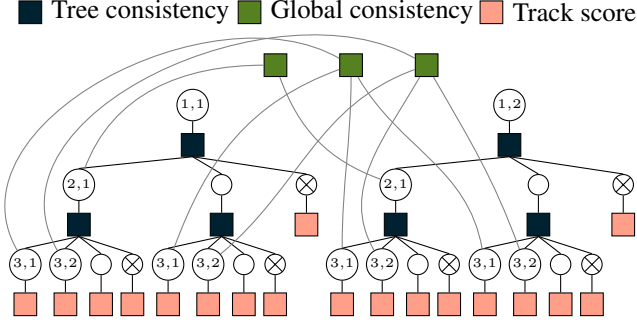 Tree consistency Global consistency Track score
1,1 1,2
2,1 2,1
3,1 3,2 3,1 3,2 3,1 3,2 3,1 3,2